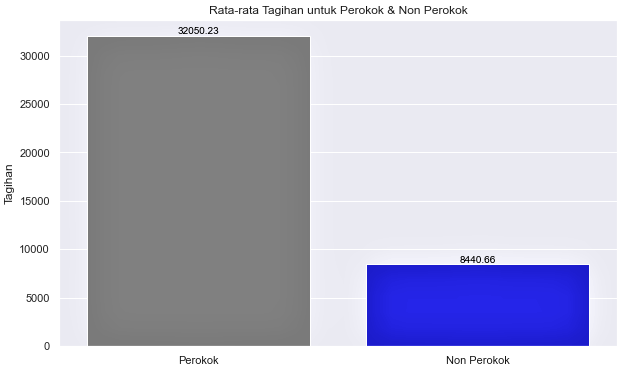 Rata-rata Tagihan untuk Perokok & Non Perokok
32050.23
30000
25000
20000
15000
10000
5000
0
Tagihan
8440.66
Perokok
Non Perokok